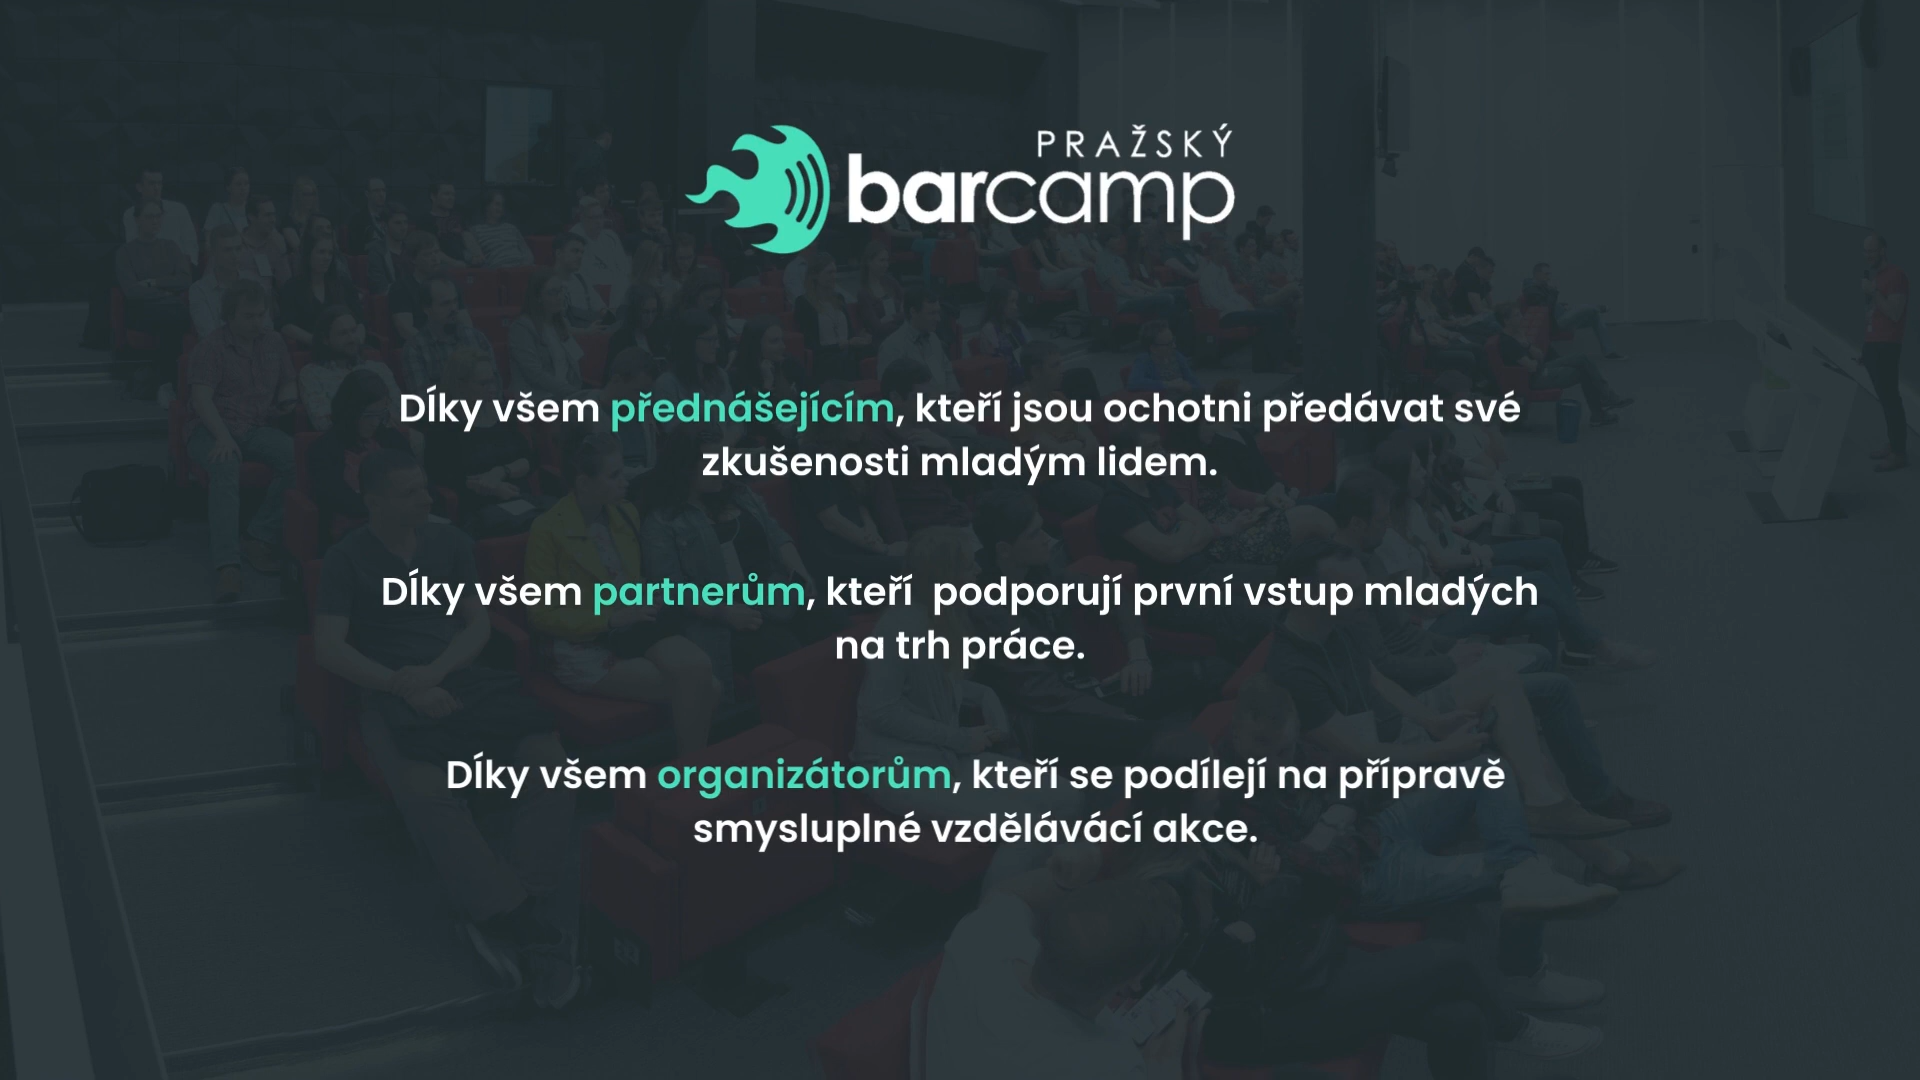 PRAŽSKÝ
barcamp
Díky všem přednášejícím, kteří jsou ochotni předávat své
zkušenosti mladým lidem.
Díky všem partnerům, kteří  podporují první vstup mladých
na trh práce.
Díky všem organizátorům, kteří se podílejí na přípravě
smysluplné vzdělávácí akce.